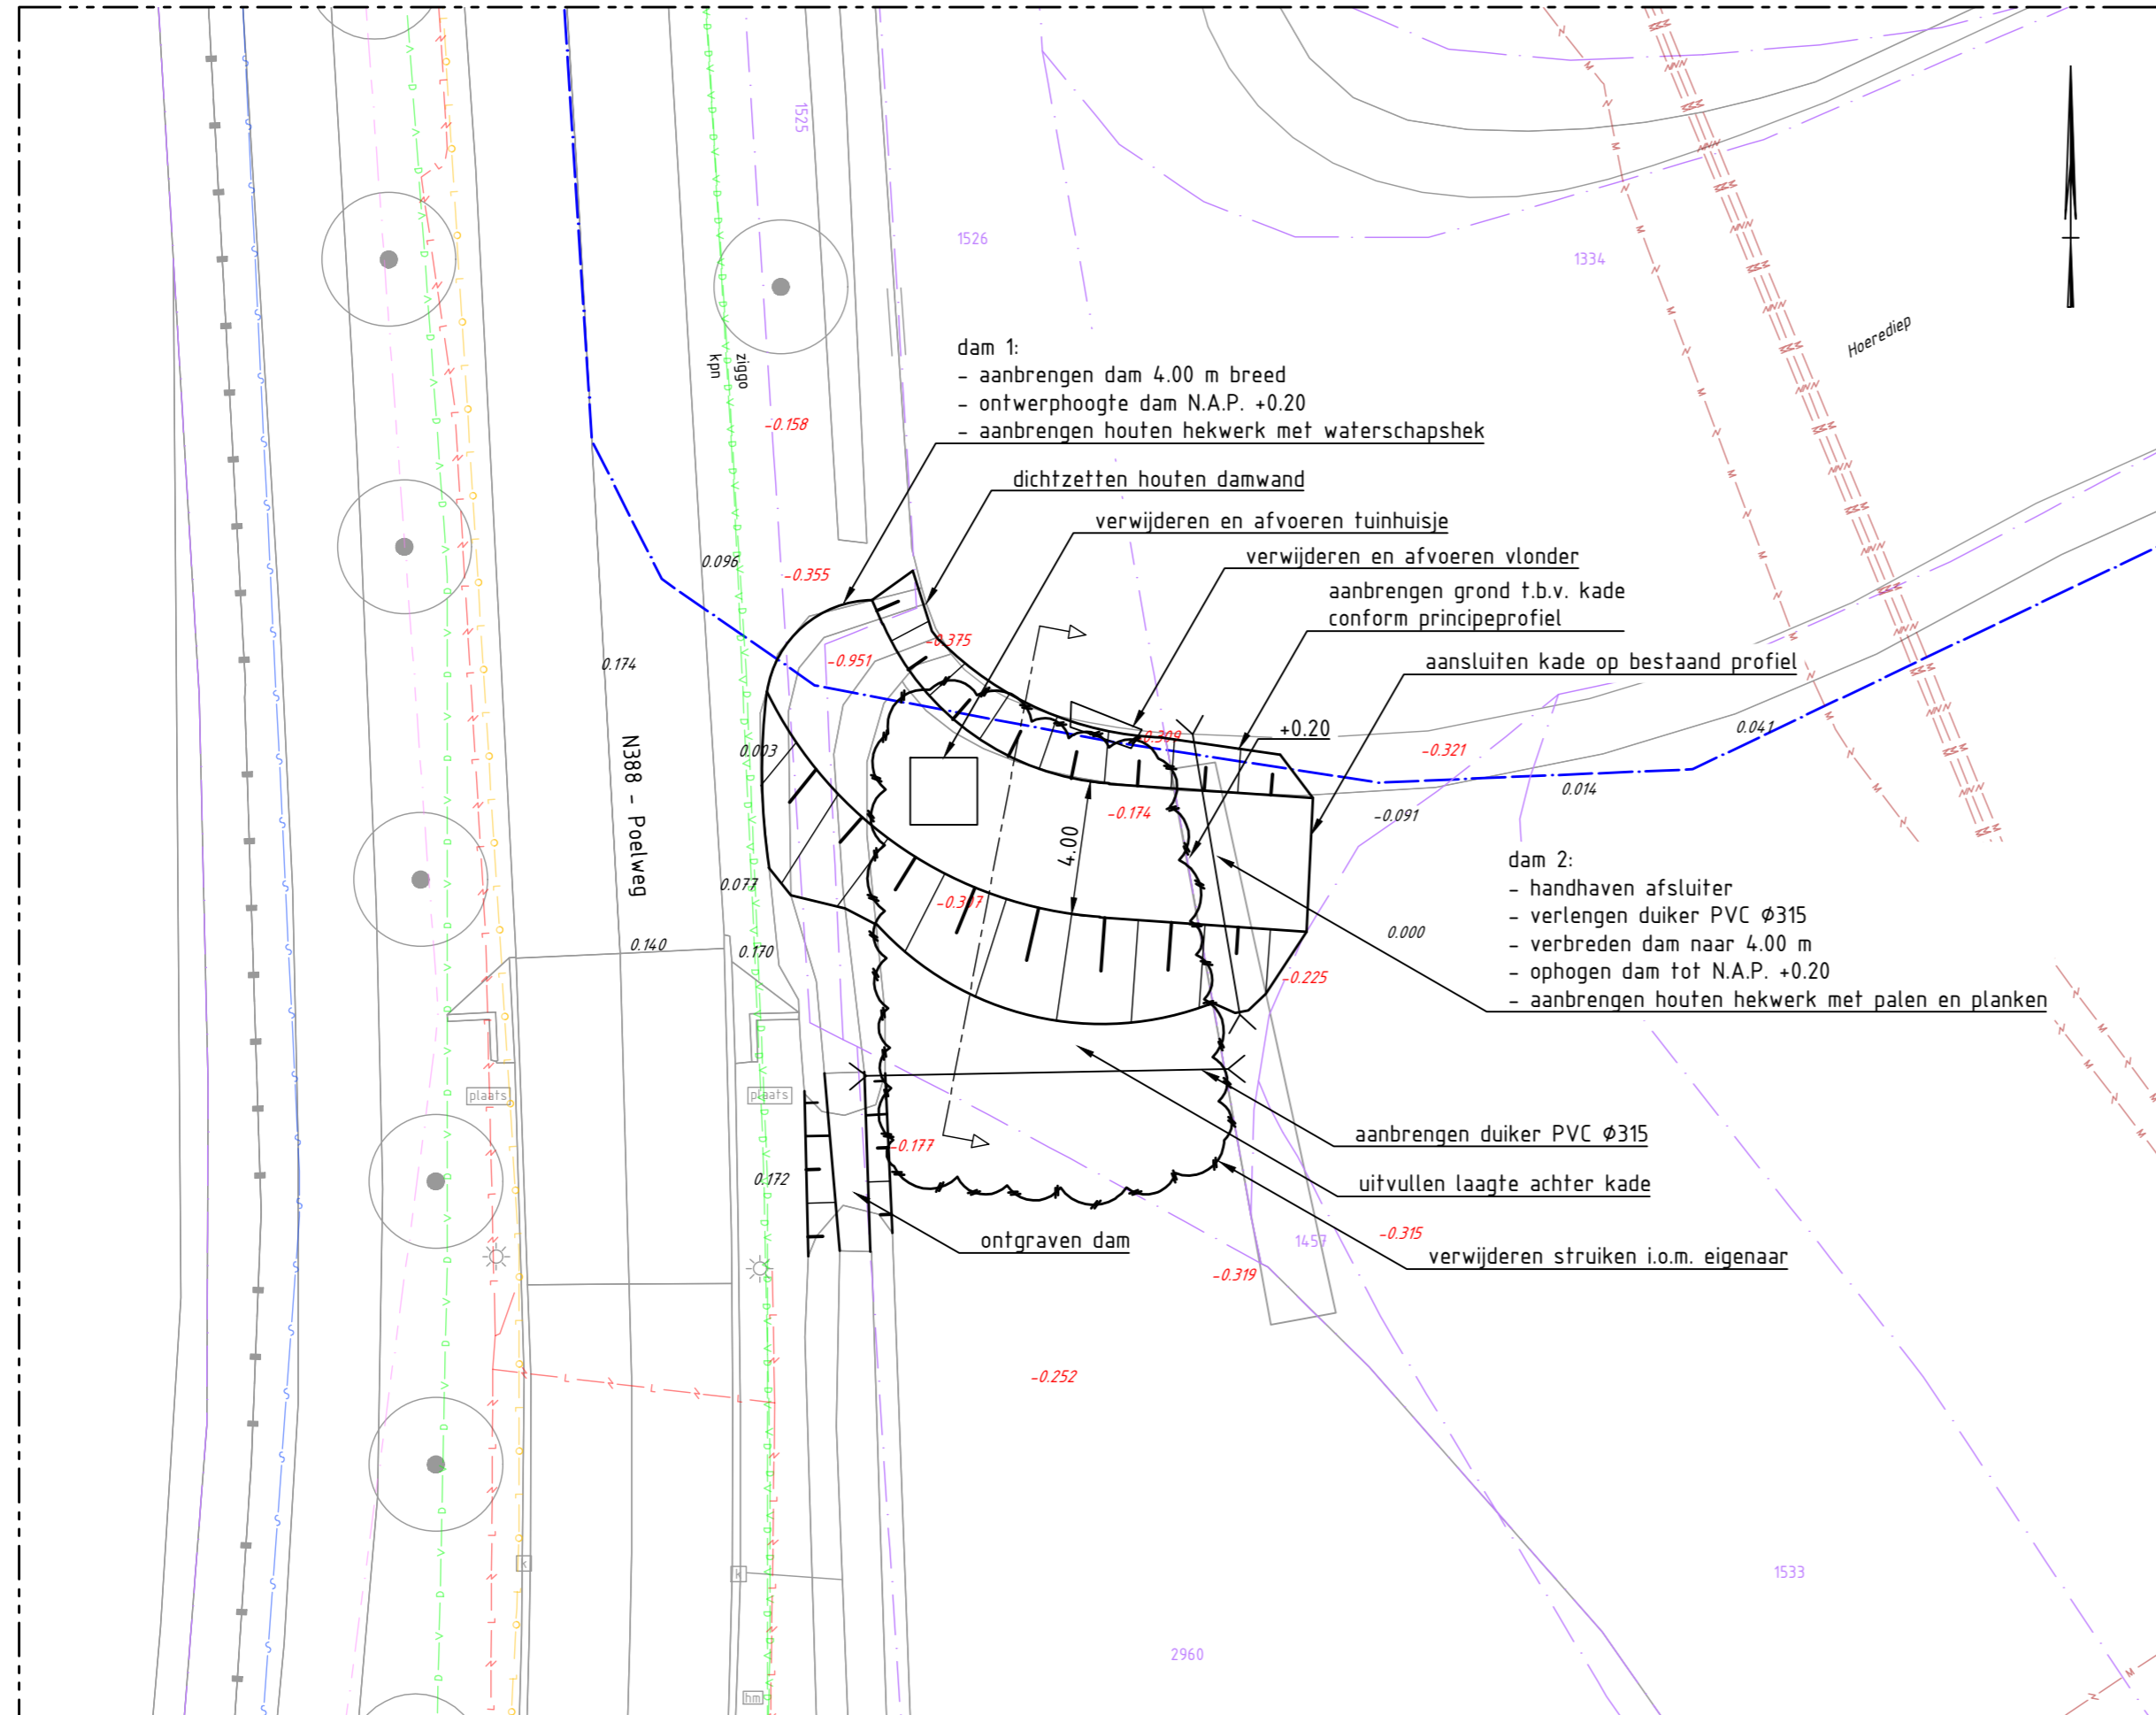 1525
1526
1334
Hoerediep
ziggo
kpn
dam 1:
- aanbrengen dam 4.00 m breed
- ontwerphoogte dam N.A.P. +0.20
- aanbrengen houten hekwerk met waterschapshek
-0.158
dichtzetten houten damwand
verwijderen en afvoeren tuinhuisje
verwijderen en afvoeren vlonder
0.096
-0.355
aanbrengen grond t.b.v. kade
conform principeprofiel
-0.375
-0.951
0.174
aansluiten kade op bestaand profiel
0.041
+0.20
-0.309
-0.321
0.003
N388 - Poelweg
0.014
-0.174
-0.091
4.00
dam 2:
- handhaven afsluiter
- verlengen duiker PVC Ø315
- verbreden dam naar 4.00 m
- ophogen dam tot N.A.P. +0.20
- aanbrengen houten hekwerk met palen en planken
0.077
0.000
0.140
0.170
-0.225
plaats
plaats
aanbrengen duiker PVC Ø315
-0.177
0.172
uitvullen laagte achter kade
-0.315
1457
ontgraven dam
verwijderen struiken i.o.m. eigenaar
-0.319
-0.252
k
k
1533
2960
hm